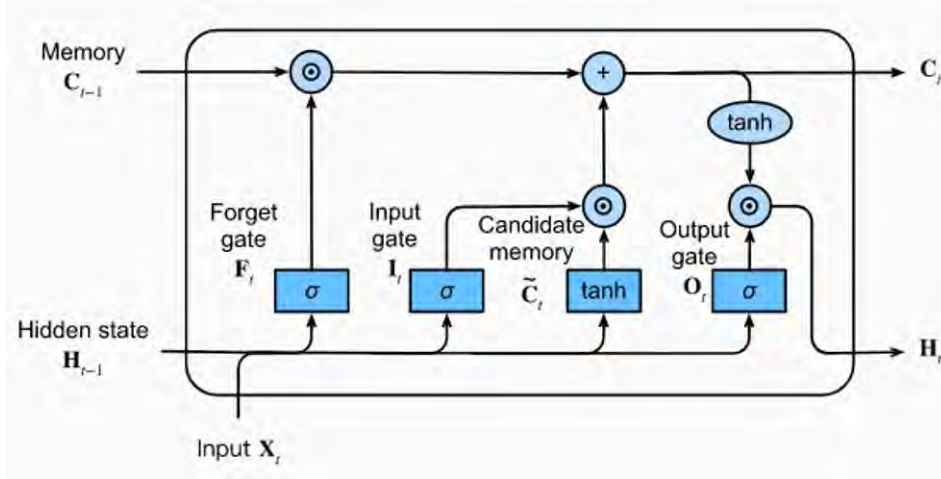 Memory
C_{t−1}
⊙
+
C_t
tanh
Forget
gate
F_t
Input
gate
I_t
Candidate
memory
C̃_t
⊙
Output
gate
O_t
⊙
σ
σ
tanh
σ
Hidden state
H_{t−1}
H_t
Input X_t